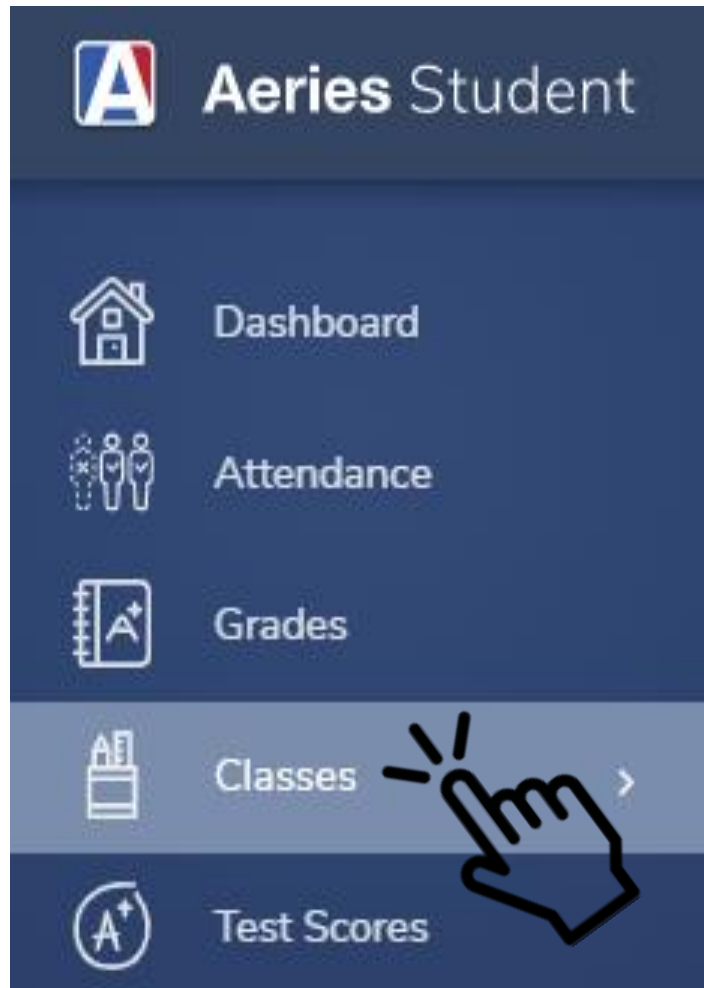 Aeries Student
Dashboard
Attendance
Grades
Classes
Test Scores